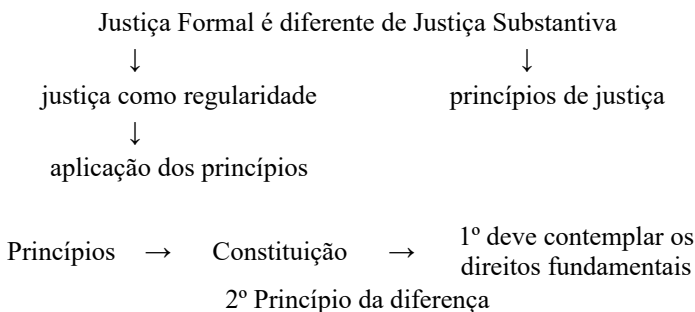 Justiça Formal é diferente de Justiça Substantiva
↓ ↓
justiça como regularidade princípios de justiça
↓
aplicação dos princípios
Princípios → Constituição → 1º deve contemplar os
direitos fundamentais
2º Princípio da diferença